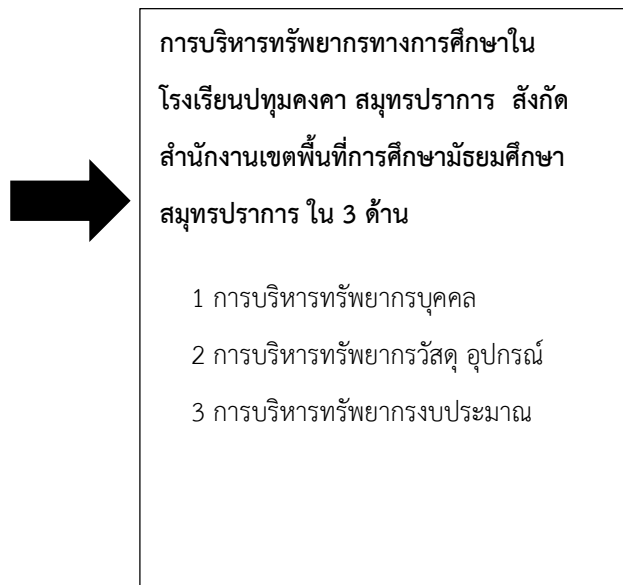 การบริหารทรัพยากรทางการศึกษาใน
โรงเรียนปทุมคงคา สมุทรปราการ  สังกัด
สำนักงานเขตพื้นที่การศึกษามัธยมศึกษา
สมุทรปราการ ใน 3 ด้าน
1 การบริหารทรัพยากรบุคคล
2 การบริหารทรัพยากรวัสดุ อุปกรณ์
3 การบริหารทรัพยากรงบประมาณ